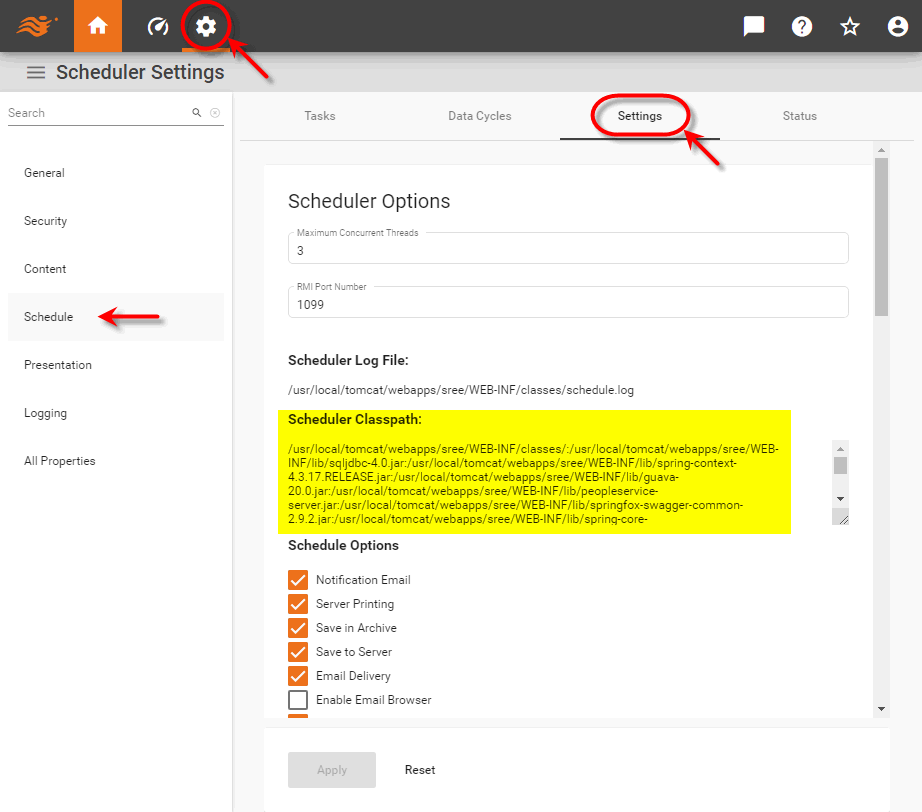 Scheduler Settings
Search
General
Security
Content
Schedule
Presentation
Logging
All Properties
Tasks
Data Cycles
Settings
Status
Scheduler Options
Maximum Concurrent Threads
3
RMI Port Number
1099
Scheduler Log File:
/usr/local/tomcat/webapps/sree/WEB-INF/classes/schedule.log
Scheduler Classpath:
/usr/local/tomcat/webapps/sree/WEB-INF/classes/:/usr/local/tomcat/webapps/sree/WEB-
INF/lib/sqljdbc-4.0.jar:/usr/local/tomcat/webapps/sree/WEB-INF/lib/spring-context-
4.3.17.RELEASE.jar:/usr/local/tomcat/webapps/sree/WEB-INF/lib/guava-
20.0.jar:/usr/local/tomcat/webapps/sree/WEB-INF/lib/peopleservice-
server.jar:/usr/local/tomcat/webapps/sree/WEB-INF/lib/springfox-swagger-common-
2.9.2.jar:/usr/local/tomcat/webapps/sree/WEB-INF/lib/spring-core-
Schedule Options
Notification Email
Server Printing
Save in Archive
Save to Server
Email Delivery
Enable Email Browser
Apply
Reset